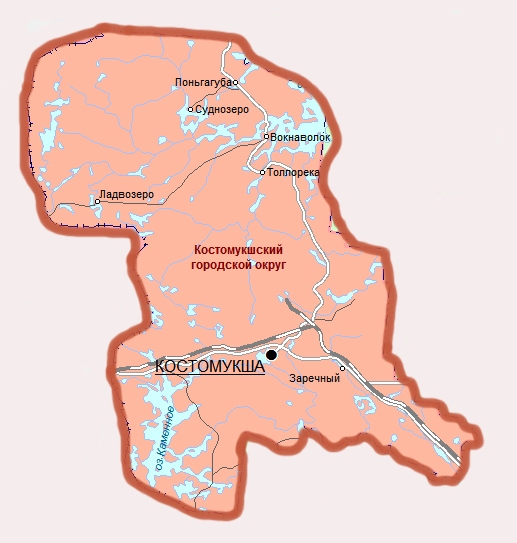 Поньгагуба
Суднозеро
Вокнаволок
Толлорека
Ладвозеро
Костомукшский
городской округ
КОСТОМУКША
Заречный
оз.Каменное